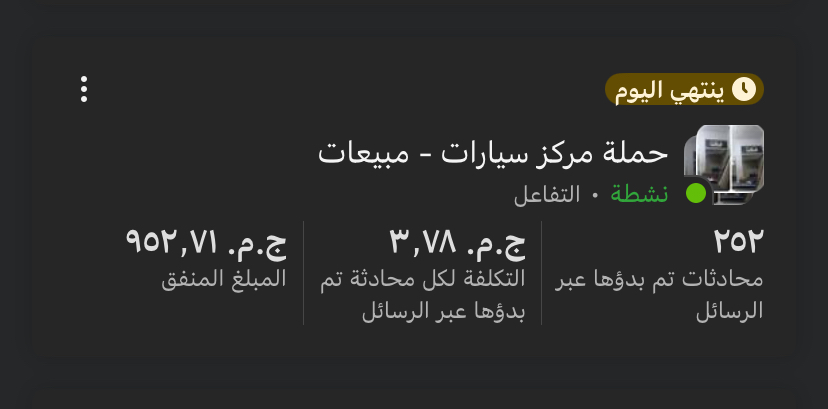 ينتهي اليوم
حملة مركز سيارات - مبيعات
نشطة • التفاعل
٢٥٢
محادثات تم بدؤها عبر
الرسائل
ج.م. ٣,٧٨
التكلفة لكل محادثة تم
بدؤها عبر الرسائل
ج.م. ٩٥٢,٧١
المبلغ المنفق